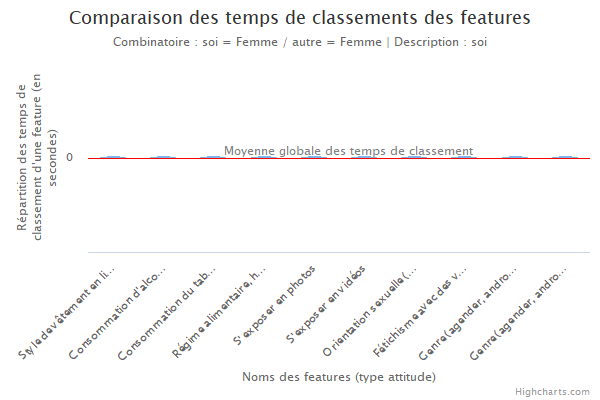 Comparaison des temps de classements des features
Combinatoire : soi = Femme / autre = Femme | Description : soi
Répartition des temps de
classement d'une feature (en
secondes)
0
Moyenne globale des temps de classement
Style de vêtement en li...
Consommation d'alco...
Consommation du tab...
Régime alimentaire, h...
S'exposer en photos
S'exposer en vidéos
Orientation sexuelle (...
Fétichisme avec des v...
Genre (agender, andro...
Genre (agender, andro...
Noms des features (type attitude)
Highcharts.com